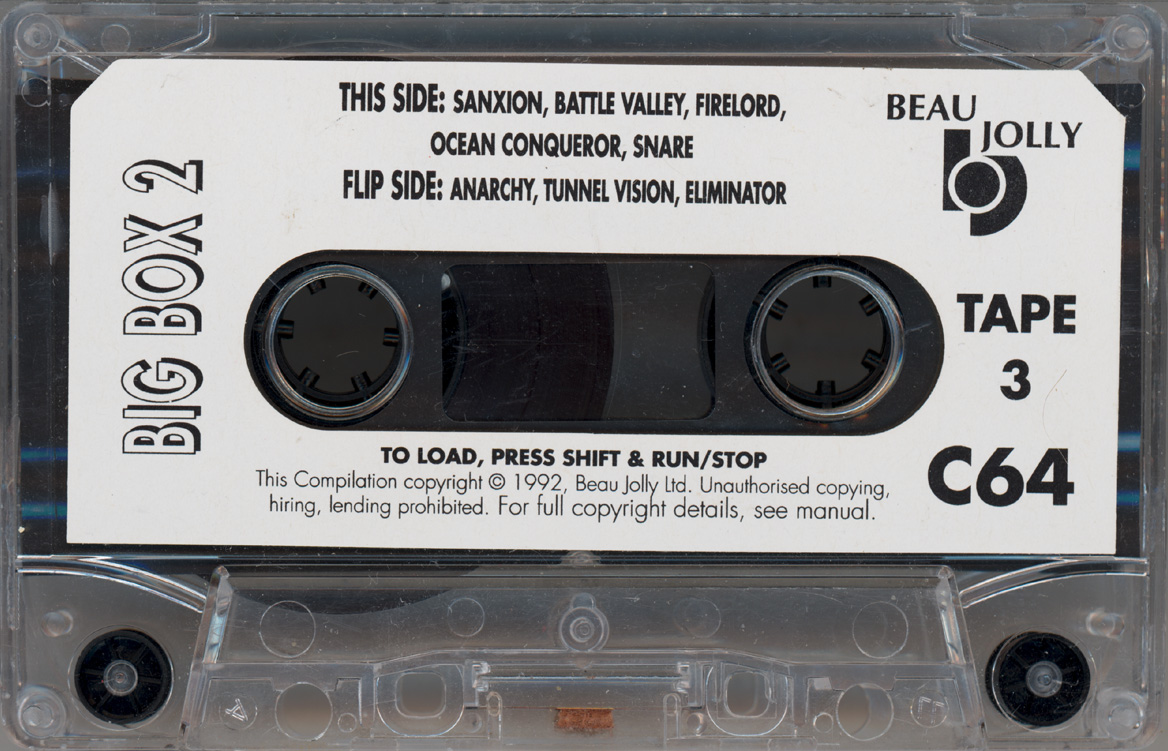 THIS SIDE: SANXION, BATTLE VALLEY, FIRELORD,
OCEAN CONQUEROR, SNARE
FLIP SIDE: ANARCHY, TUNNEL VISION, ELIMINATOR
BEAU
JOLLY
bj
BIG BOX 2
TAPE
3
C64
TO LOAD, PRESS SHIFT & RUN/STOP
This Compilation copyright © 1992, Beau Jolly Ltd. Unauthorised copying,
hiring, lending prohibited. For full copyright details, see manual.